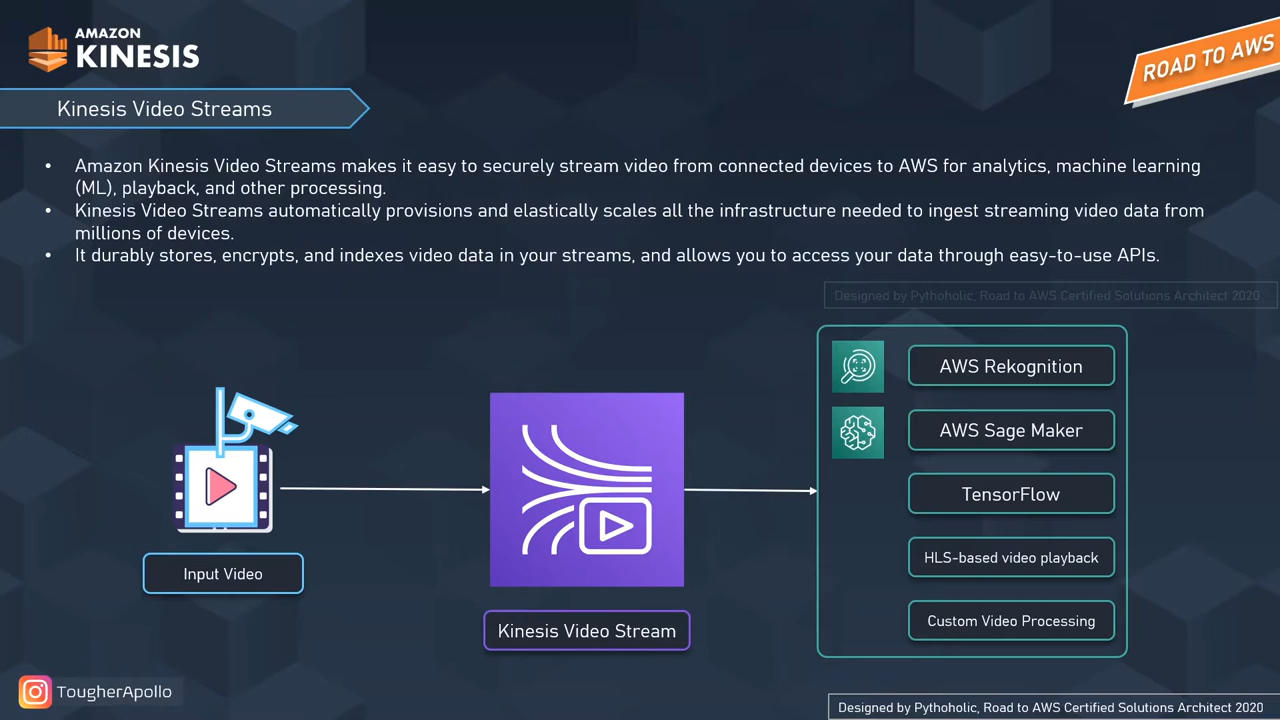 AMAZON
KINESIS
ROAD TO AWS
Kinesis Video Streams
• Amazon Kinesis Video Streams makes it easy to securely stream video from connected devices to AWS for analytics, machine learning
(ML), playback, and other processing.
• Kinesis Video Streams automatically provisions and elastically scales all the infrastructure needed to ingest streaming video data from
millions of devices.
• It durably stores, encrypts, and indexes video data in your streams, and allows you to access your data through easy-to-use APIs.
Designed by Pythoholic, Road to AWS Certified Solutions Architect 2020
AWS Rekognition
AWS Sage Maker
TensorFlow
HLS-based video playback
Custom Video Processing
Input Video
Kinesis Video Stream
TougherApollo
Designed by Pythoholic, Road to AWS Certified Solutions Architect 2020